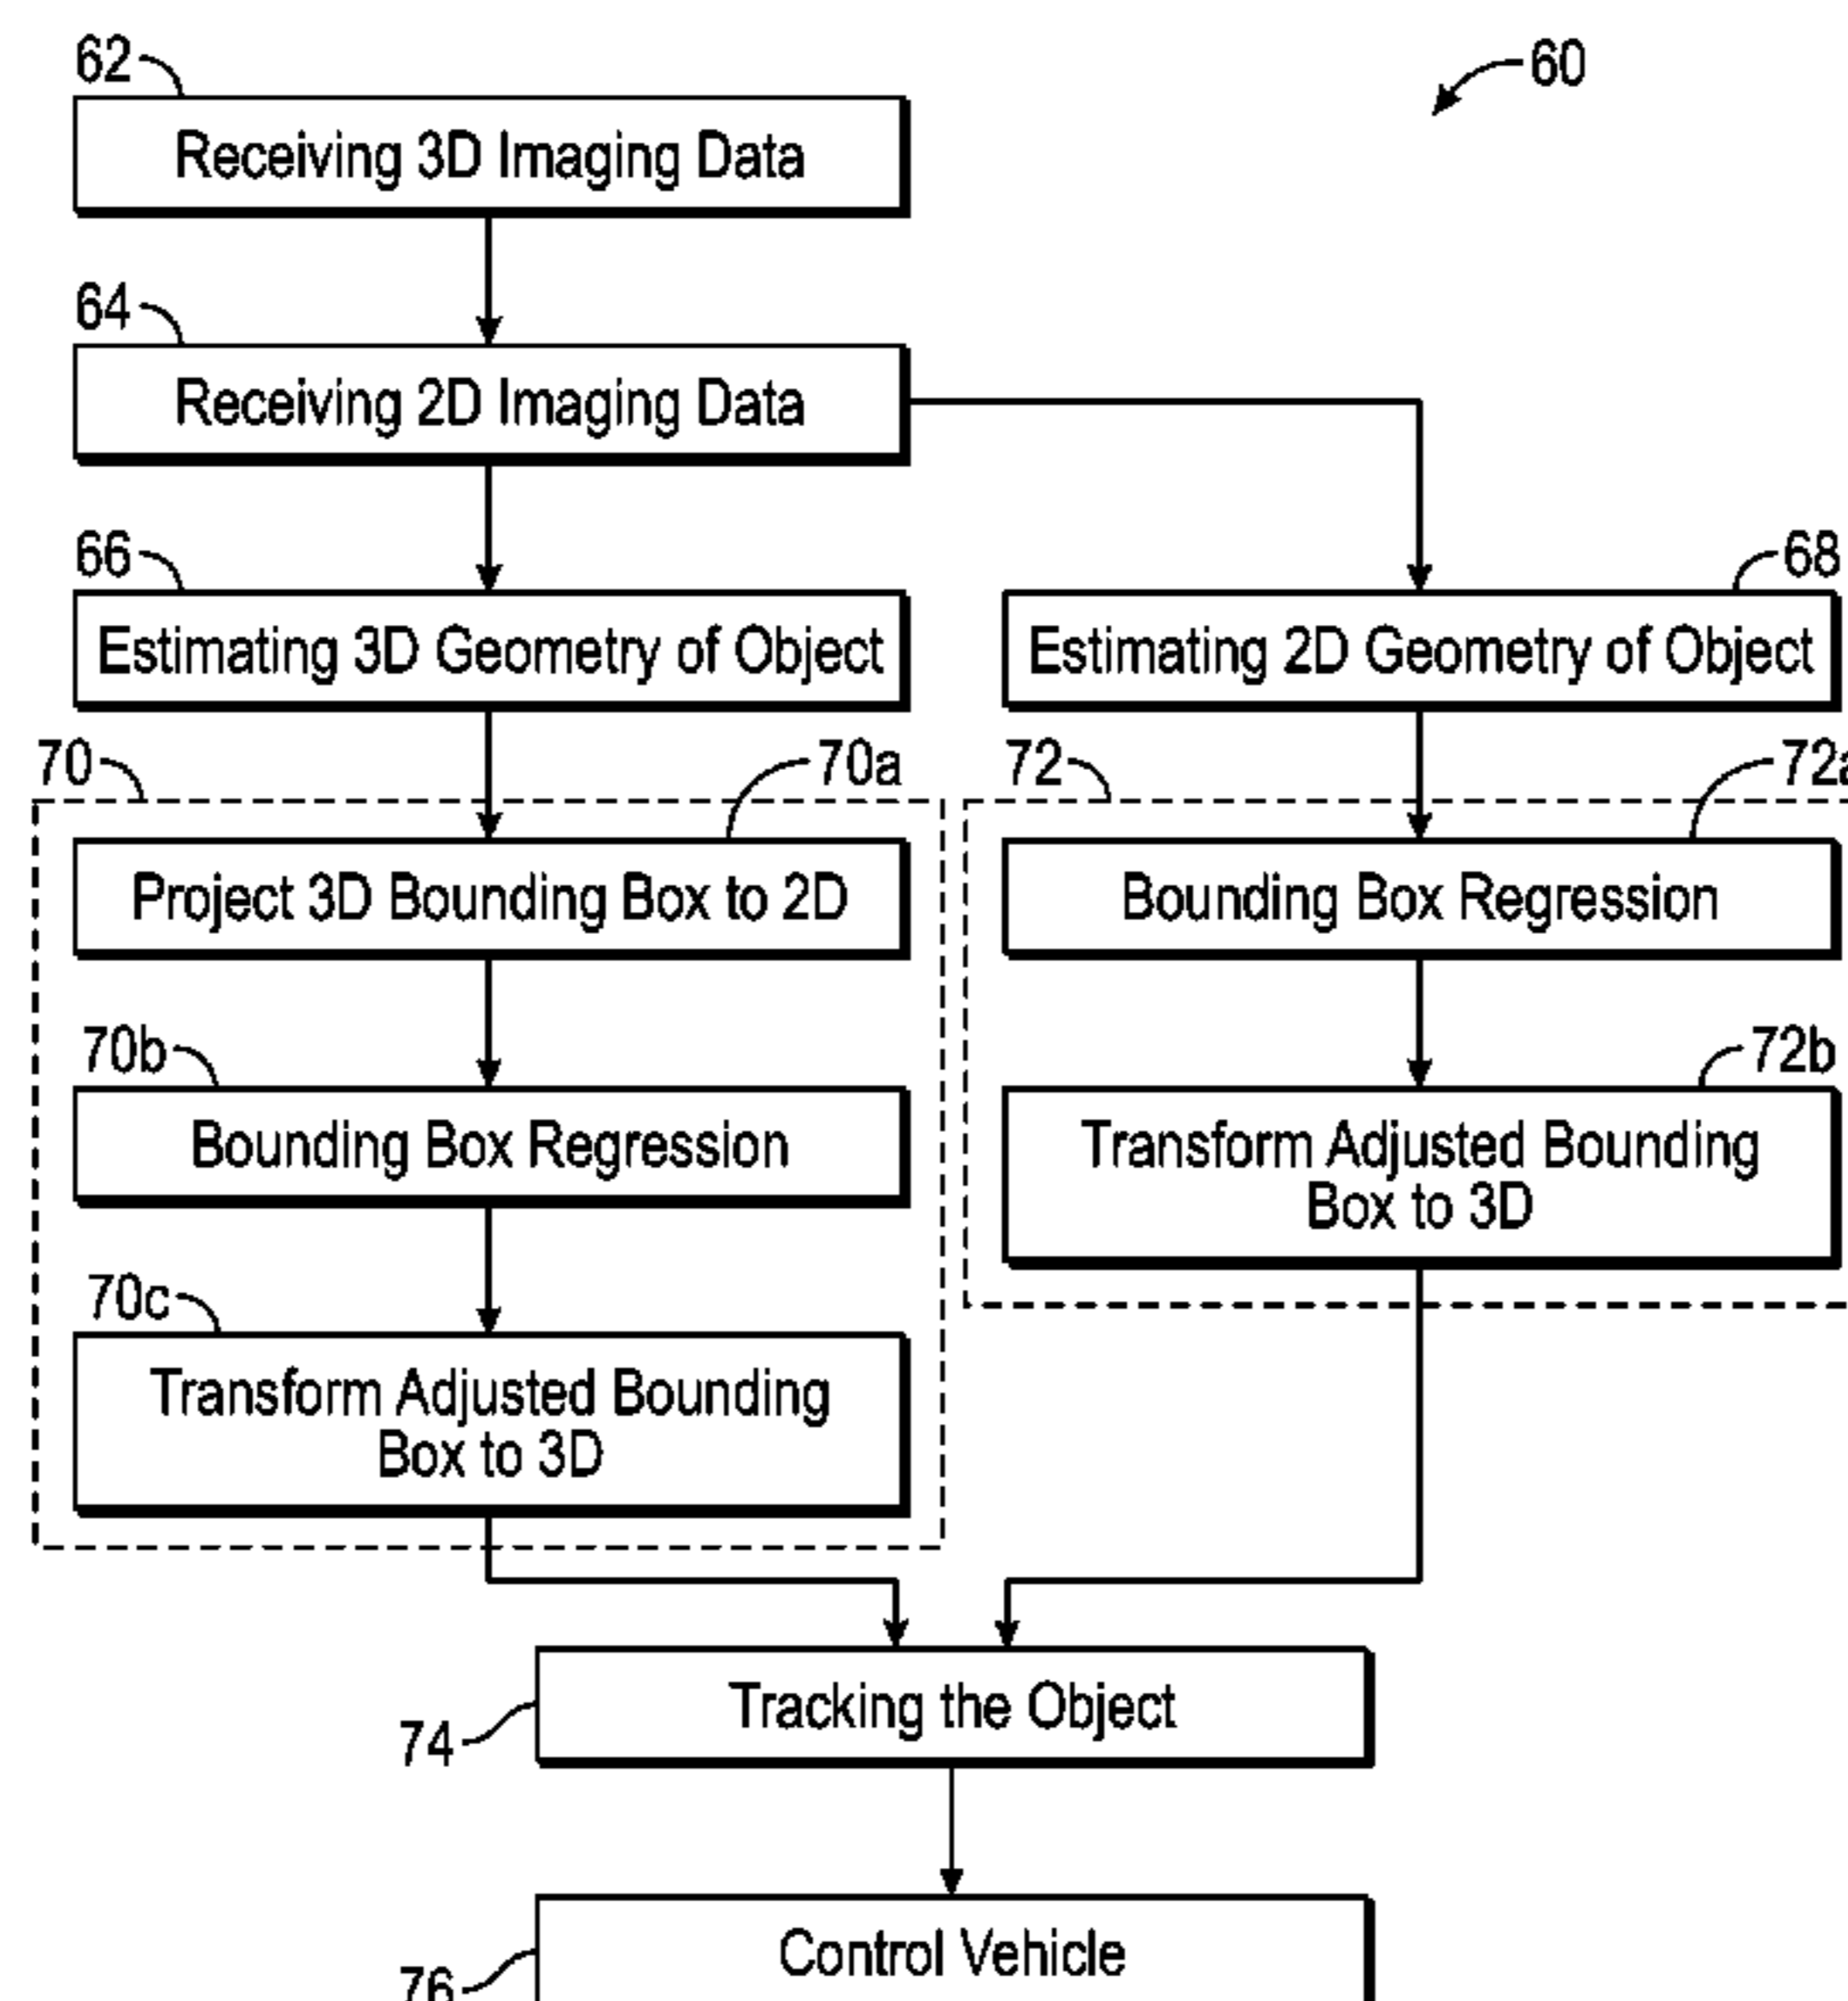 62
60
Receiving 3D Imaging Data
64
Receiving 2D Imaging Data
66
68
Estimating 3D Geometry of Object
Estimating 2D Geometry of Object
70
70a
72
72a
Project 3D Bounding Box to 2D
Bounding Box Regression
70b
72b
Bounding Box Regression
Transform Adjusted Bounding
Box to 3D
70c
Transform Adjusted Bounding
Box to 3D
Tracking the Object
74
Control Vehicle
76